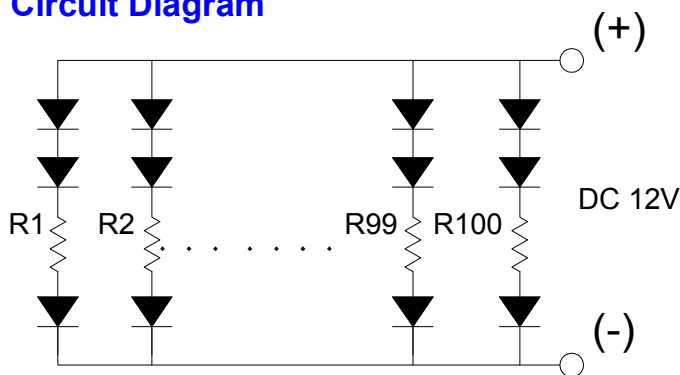 Circuit Diagram
(+)
R1 R2 R99 R100 DC 12V
(-)